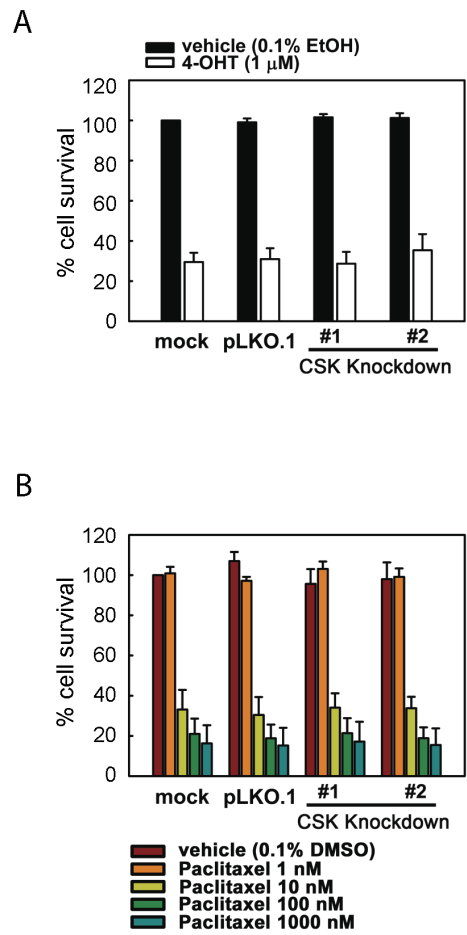 A
vehicle (0.1% EtOH)
4-OHT (1 μM)
120
100
80
60
40
20
0
% cell survival
mock pLKO.1 #1 #2
CSK Knockdown
B
120
100
80
60
40
20
0
% cell survival
mock pLKO.1 #1 #2
CSK Knockdown
vehicle (0.1% DMSO)
Paclitaxel 1 nM
Paclitaxel 10 nM
Paclitaxel 100 nM
Paclitaxel 1000 nM